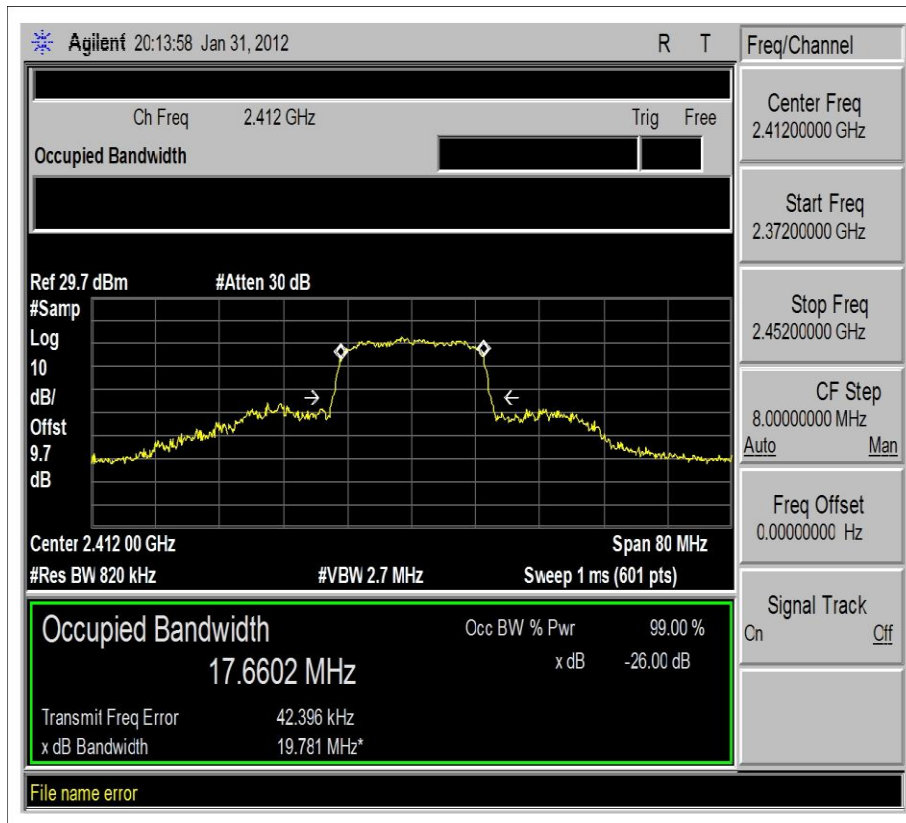 Agilent 20:13:58 Jan 31, 2012 R T
Freq/Channel
Ch Freq 2.412 GHz Trig Free
Occupied Bandwidth
Center Freq
2.41200000 GHz
Start Freq
2.37200000 GHz
Stop Freq
2.45200000 GHz
CF Step
8.00000000 MHz
Auto Man
Freq Offset
0.00000000 Hz
Signal Track
On Off
Ref 29.7 dBm #Atten 30 dB
#Samp
Log
10
dB/
Offst
9.7
dB
Center 2.412 00 GHz Span 80 MHz
#Res BW 820 kHz #VBW 2.7 MHz Sweep 1 ms (601 pts)
Occupied Bandwidth Occ BW % Pwr 99.00 %
17.6602 MHz x dB -26.00 dB
Transmit Freq Error 42.396 kHz
x dB Bandwidth 19.781 MHz*
File name error